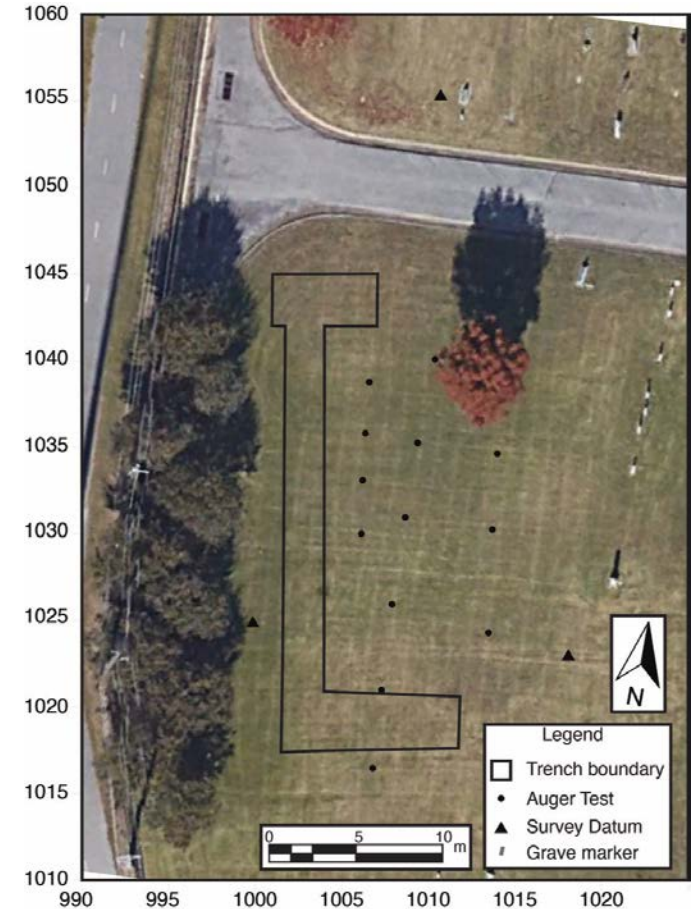 1060
1055
1050
1045
1040
1035
1030
1025
1020
1015
1010
990 995 1000 1005 1010 1015 1020
N
Legend
Trench boundary
Auger Test
Survey Datum
Grave marker
0 5 10
m